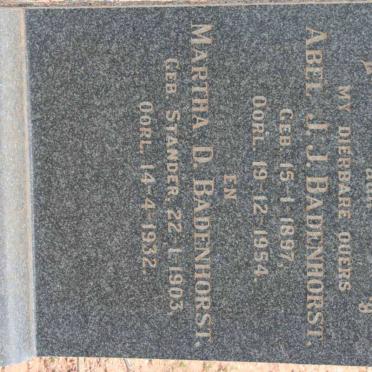 MY DIERBARE OUERS
ABEL J. J. BADENHORST.
GEB. 15-1-1897.
OORL. 19-12-1954.
EN
MARTHA D. BADENHORST.
GEB. STANDER. 22-1-1903.
OORL. 14-4-1932.